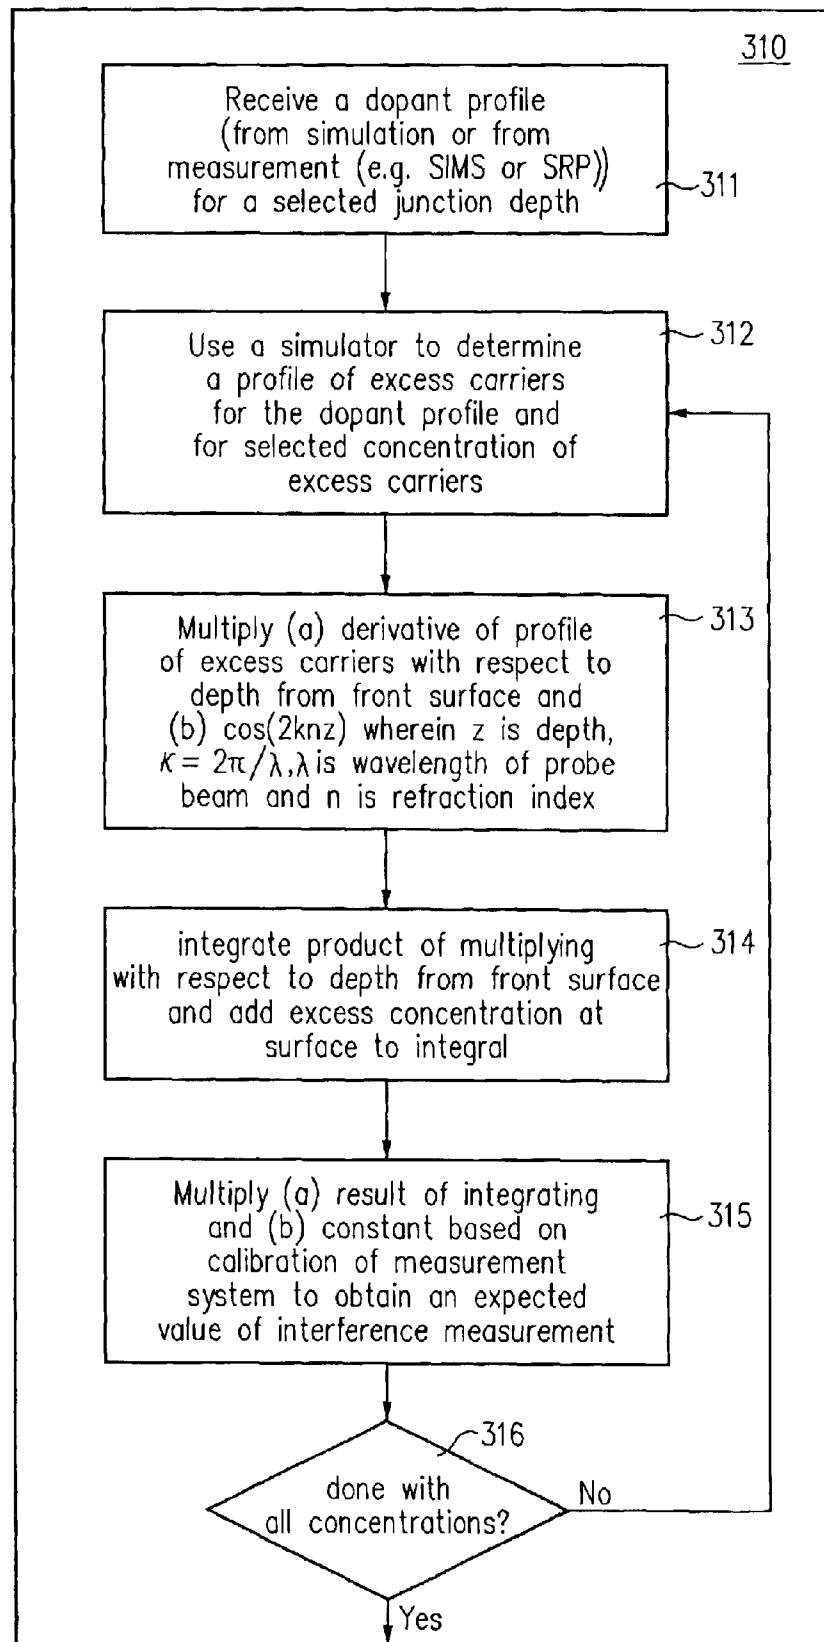 310
Receive a dopant profile
(from simulation or from
measurement (e.g. SIMS or SRP))
for a selected junction depth
311
312
Use a simulator to determine
a profile of excess carriers
for the dopant profile and
for selected concentration of
excess carriers
313
Multiply (a) derivative of profile
of excess carriers with respect to
depth from front surface and
(b) cos(2knz) wherein z is depth,
K = 2π/λ,λ is wavelength of probe
beam and n is refraction index
314
integrate product of multiplying
with respect to depth from front surface
and add excess concentration at
surface to integral
315
Multiply (a) result of integrating
and (b) constant based on
calibration of measurement
system to obtain an expected
value of interference measurement
316
done with
all concentrations?
No
Yes